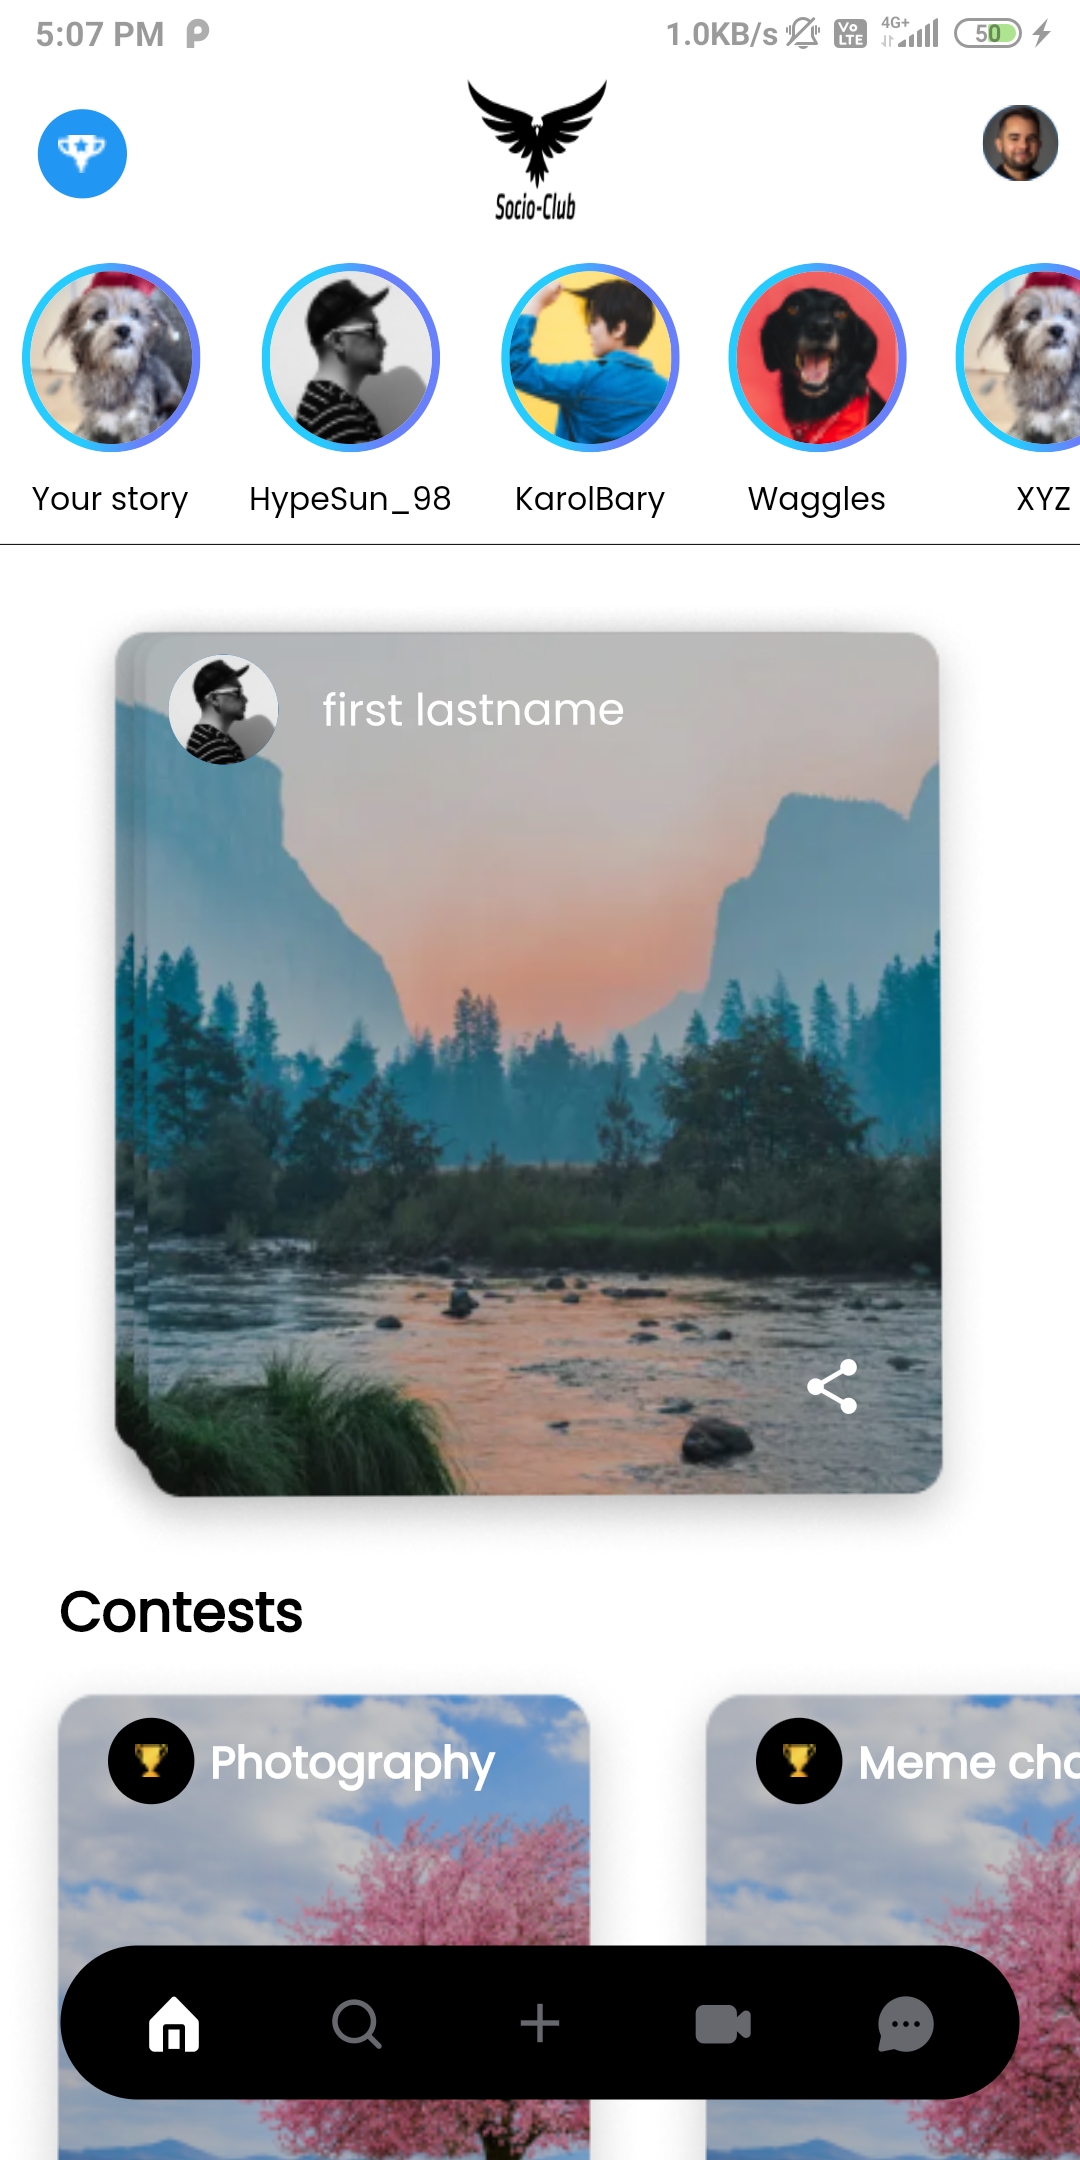 5:07 PM
1.0KB/s
Vo
LTE
4G+
50
Socio-Club
Your story
HypeSun_98
KarolBary
Waggles
XYZ
first lastname
Contests
Photography
Meme cha